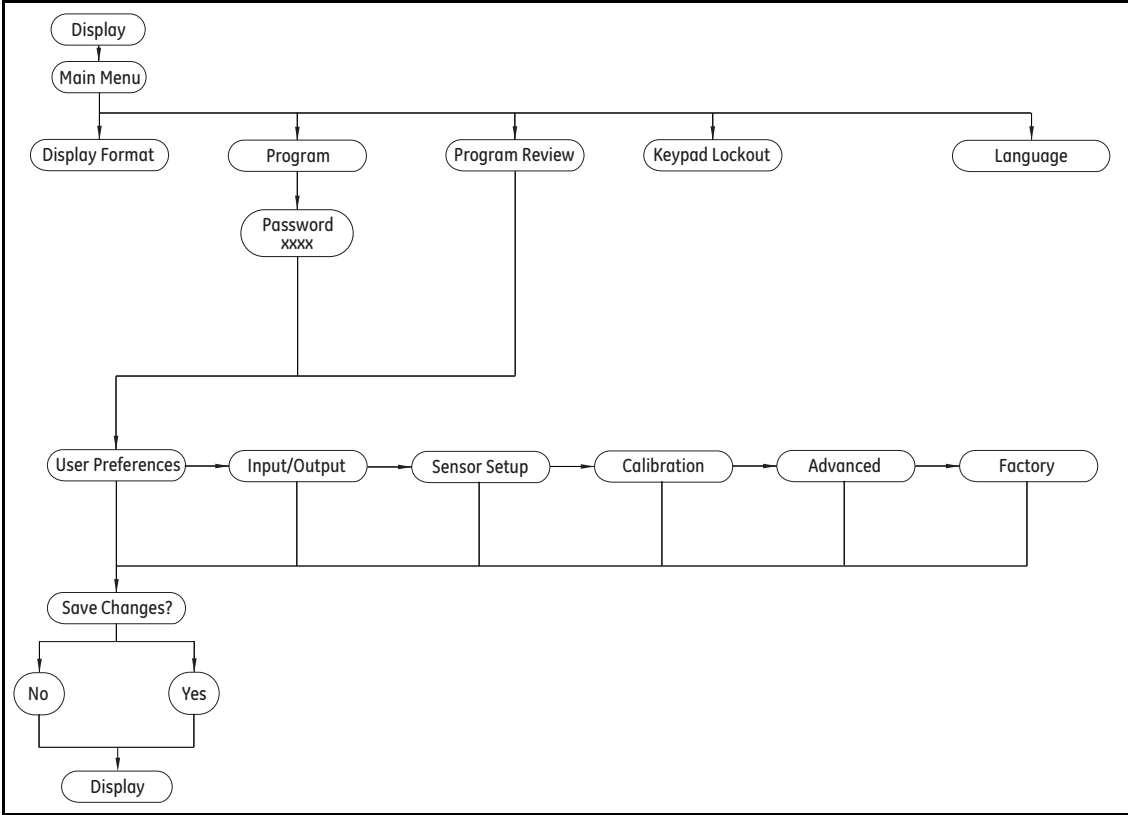 Display
Main Menu
Display Format
Program
Program Review
Keypad Lockout
Language
Password
xxxx
User Preferences
Input/Output
Sensor Setup
Calibration
Advanced
Factory
Save Changes?
No
Yes
Display